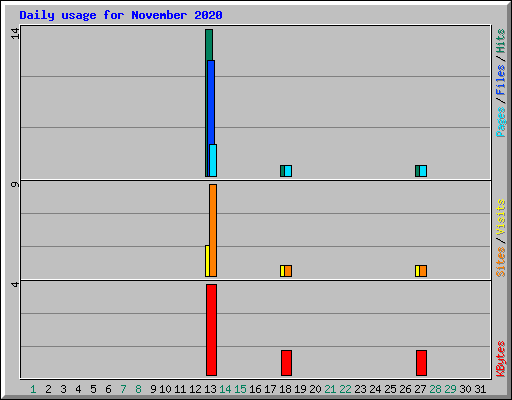 Daily usage for November 2020
14
Pages / Files / Hits
9
Sites / Visits
4
KBytes
1 2 3 4 5 6 7 8 9 10 11 12 13 14 15 16 17 18 19 20 21 22 23 24 25 26 27 28 29 30 31